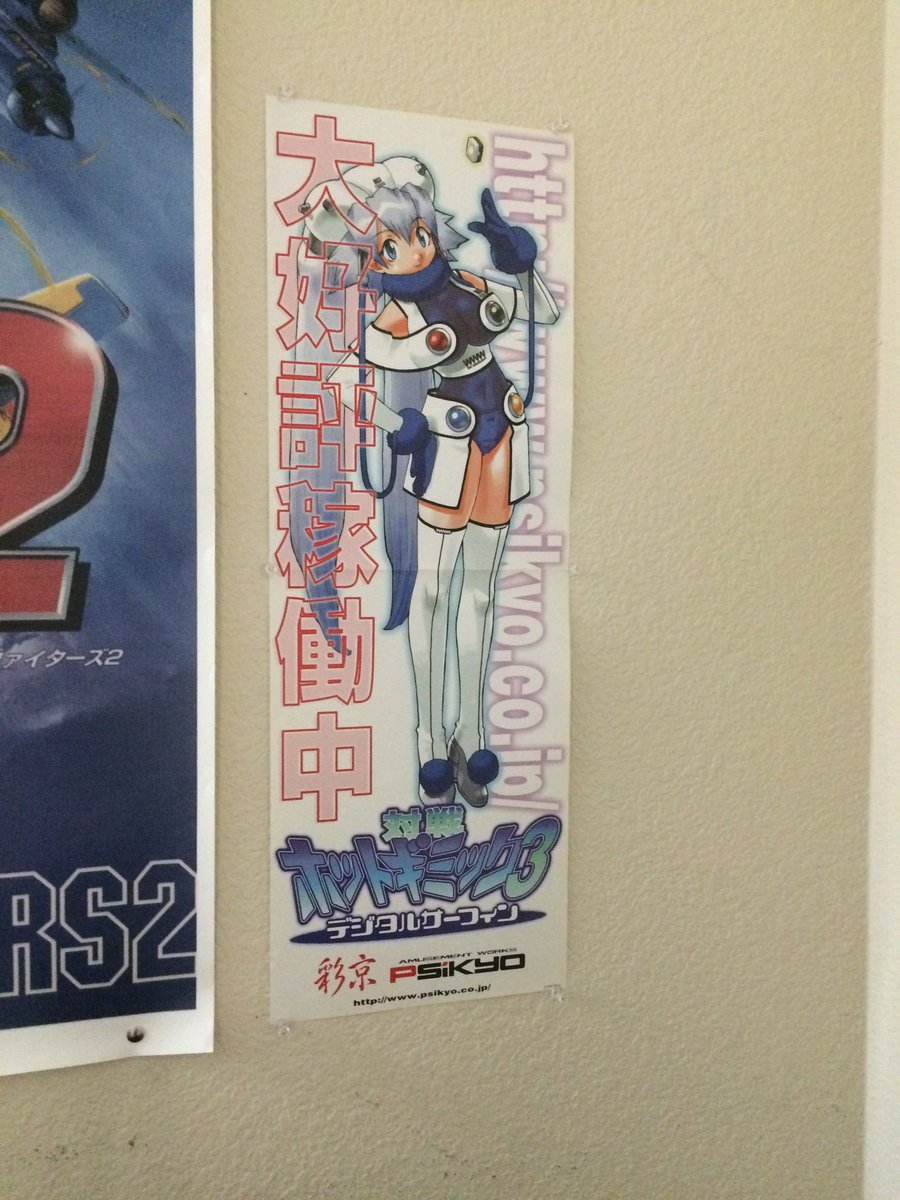 2
ァイターズ2
RS2
大好評稼働中
http://www.psikyo.co.jp/
対戦
ホットギミック3
デジタルサーフィン
彩京
AMUSEMENT WORKS
PSiKYO
http://www.psikyo.co.jp/